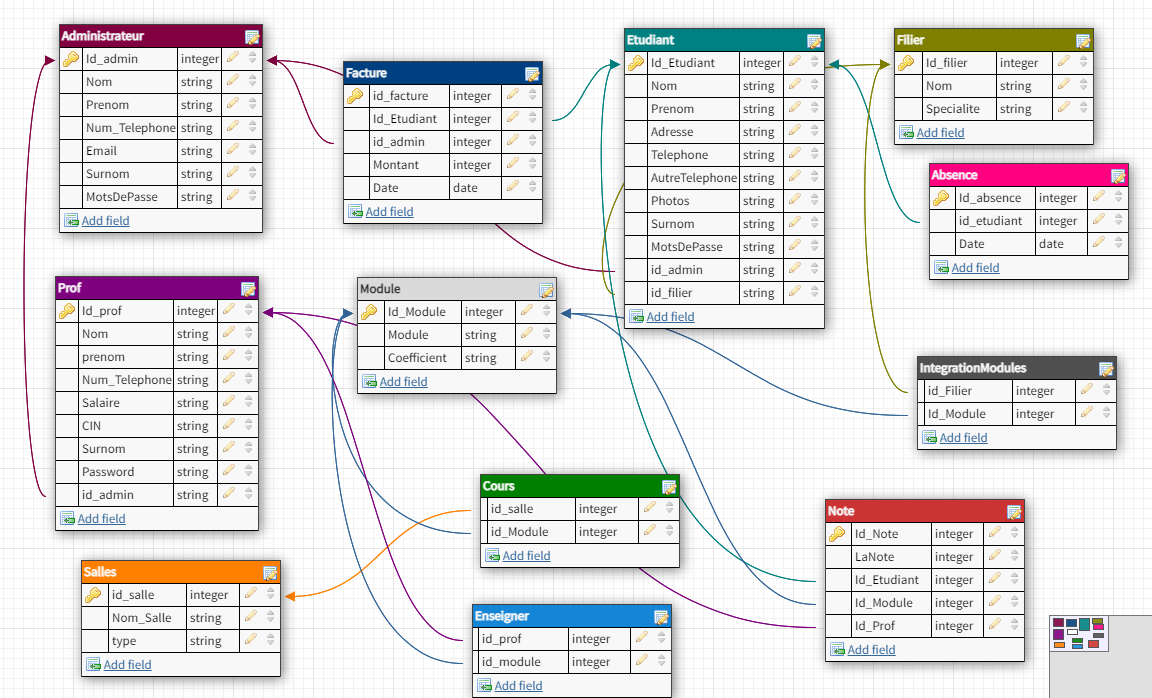 Administrateur
Id_admin integer
Nom string
Prenom string
Num_Telephone string
Email string
Surnom string
MotsDePasse string
Add field
Facture
id_facture integer
Id_Etudiant integer
id_admin integer
Montant integer
Date date
Add field
Etudiant
Id_Etudiant integer
Nom string
Prenom string
Adresse string
Telephone string
AutreTelephone string
Photos string
Surnom string
MotsDePasse string
id_admin string
id_filier string
Add field
Filier
Id_filier integer
Nom string
Specialite string
Add field
Absence
Id_absence integer
id_etudiant integer
Date date
Add field
Prof
Id_prof integer
Nom string
prenom string
Num_Telephone string
Salaire string
CIN string
Surnom string
Password string
id_admin string
Add field
Module
Id_Module integer
Module string
Coefficient string
Add field
IntegrationModules
id_Filier integer
Id_Module integer
Add field
Cours
id_salle integer
id_Module integer
Add field
Note
Id_Note integer
LaNote integer
Id_Etudiant integer
Id_Module integer
Id_Prof integer
Add field
Salles
id_salle integer
Nom_Salle string
type string
Add field
Enseigner
id_prof integer
id_module integer
Add field